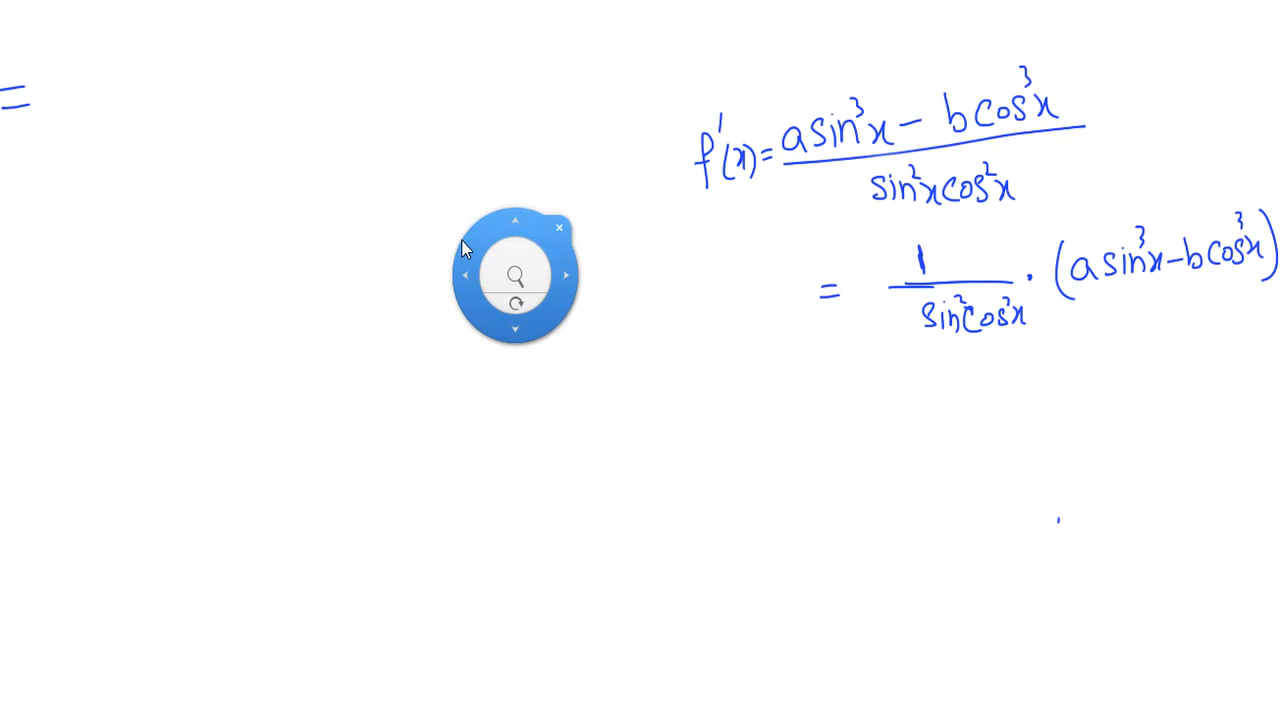 =
f'(x) = (a sin³x − b cos³x) / (sin²x cos²x)
= 1 / (sin²cos²x) · (a sin³x − b cos³x)